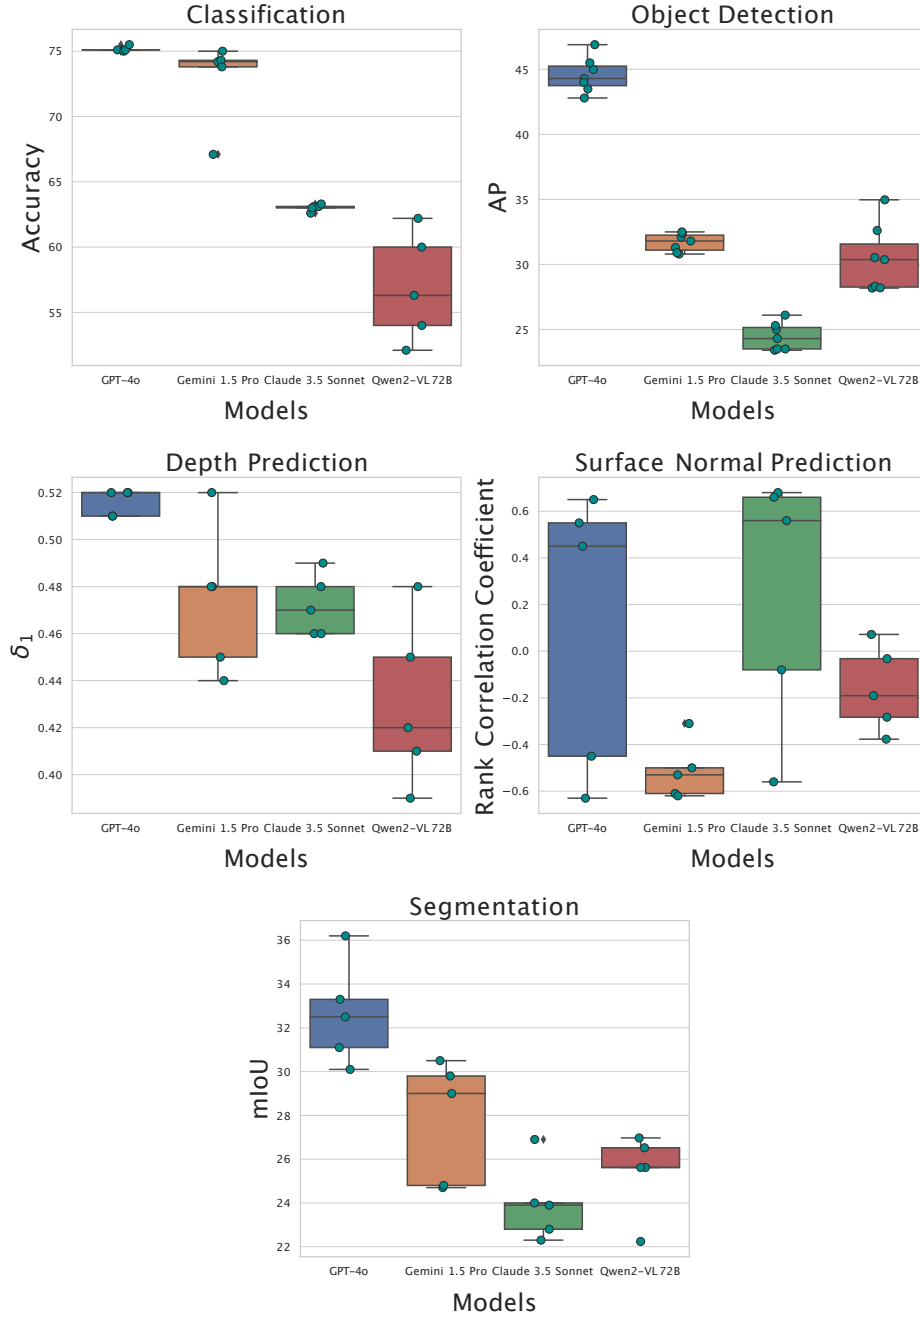 Classification
Accuracy
75
70
65
60
55
GPT-4o Gemini 1.5 Pro Claude 3.5 Sonnet Qwen2-VL 72B
Models
Object Detection
AP
45
40
35
30
25
GPT-4o Gemini 1.5 Pro Claude 3.5 Sonnet Qwen2-VL 72B
Models
Depth Prediction
δ1
0.52
0.50
0.48
0.46
0.44
0.42
0.40
GPT-4o Gemini 1.5 Pro Claude 3.5 Sonnet Qwen2-VL 72B
Models
Surface Normal Prediction
Rank Correlation Coefficient
0.6
0.4
0.2
0.0
−0.2
−0.4
−0.6
GPT-4o Gemini 1.5 Pro Claude 3.5 Sonnet Qwen2-VL 72B
Models
Segmentation
mIoU
36
34
32
30
28
26
24
22
GPT-4o Gemini 1.5 Pro Claude 3.5 Sonnet Qwen2-VL 72B
Models